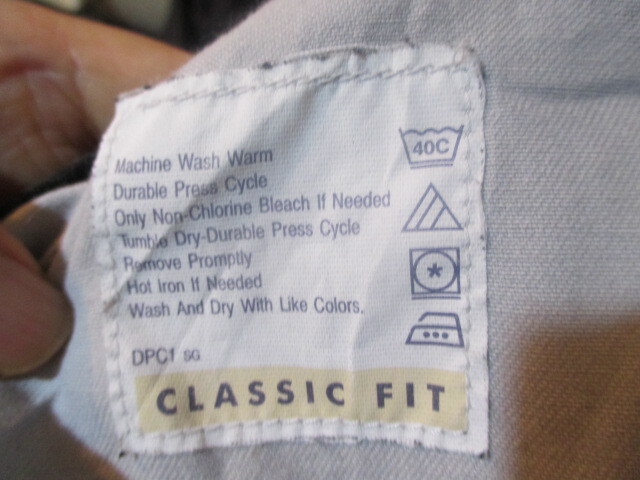 Machine Wash Warm
Durable Press Cycle
Only Non-Chlorine Bleach If Needed
Tumble Dry-Durable Press Cycle
Remove Promptly
Hot Iron If Needed
Wash And Dry With Like Colors.
40C
DPC1 SG
CLASSIC FIT